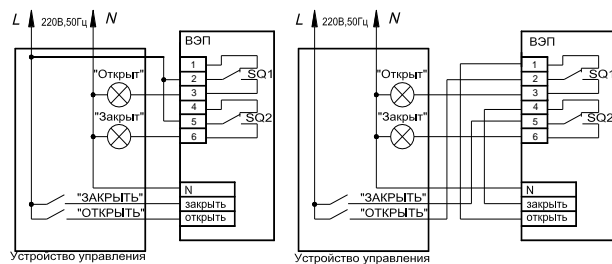 L 220В,50Гц N
ВЭП
1
2
3
4
5
6
SQ1
SQ2
"Открыт"
"Закрыт"
N
закрыть
открыть
"ЗАКРЫТЬ"
"ОТКРЫТЬ"
Устройство управления
L 220В,50Гц N
ВЭП
1
2
3
4
5
6
SQ1
SQ2
"Открыт"
"Закрыт"
N
закрыть
открыть
"ЗАКРЫТЬ"
"ОТКРЫТЬ"
Устройство управления